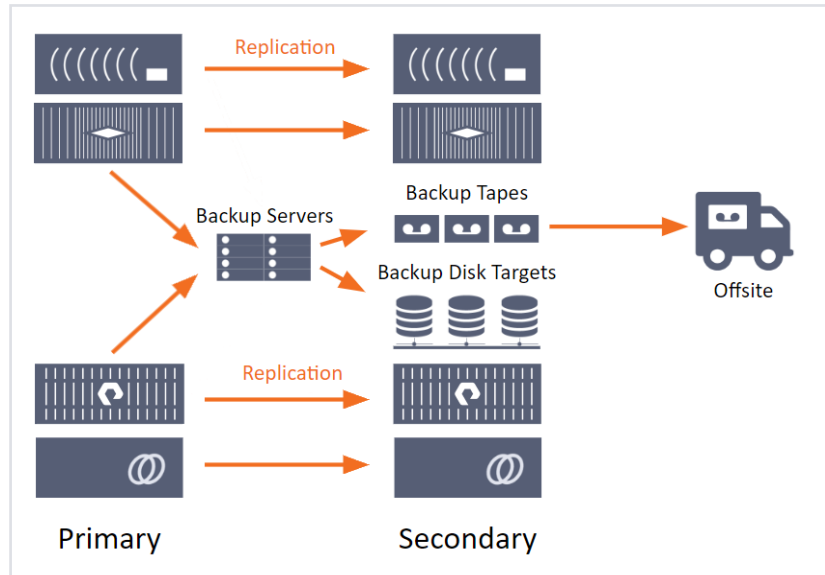 Replication
Backup Tapes
Backup Servers
Backup Disk Targets
Offsite
Replication
Primary
Secondary